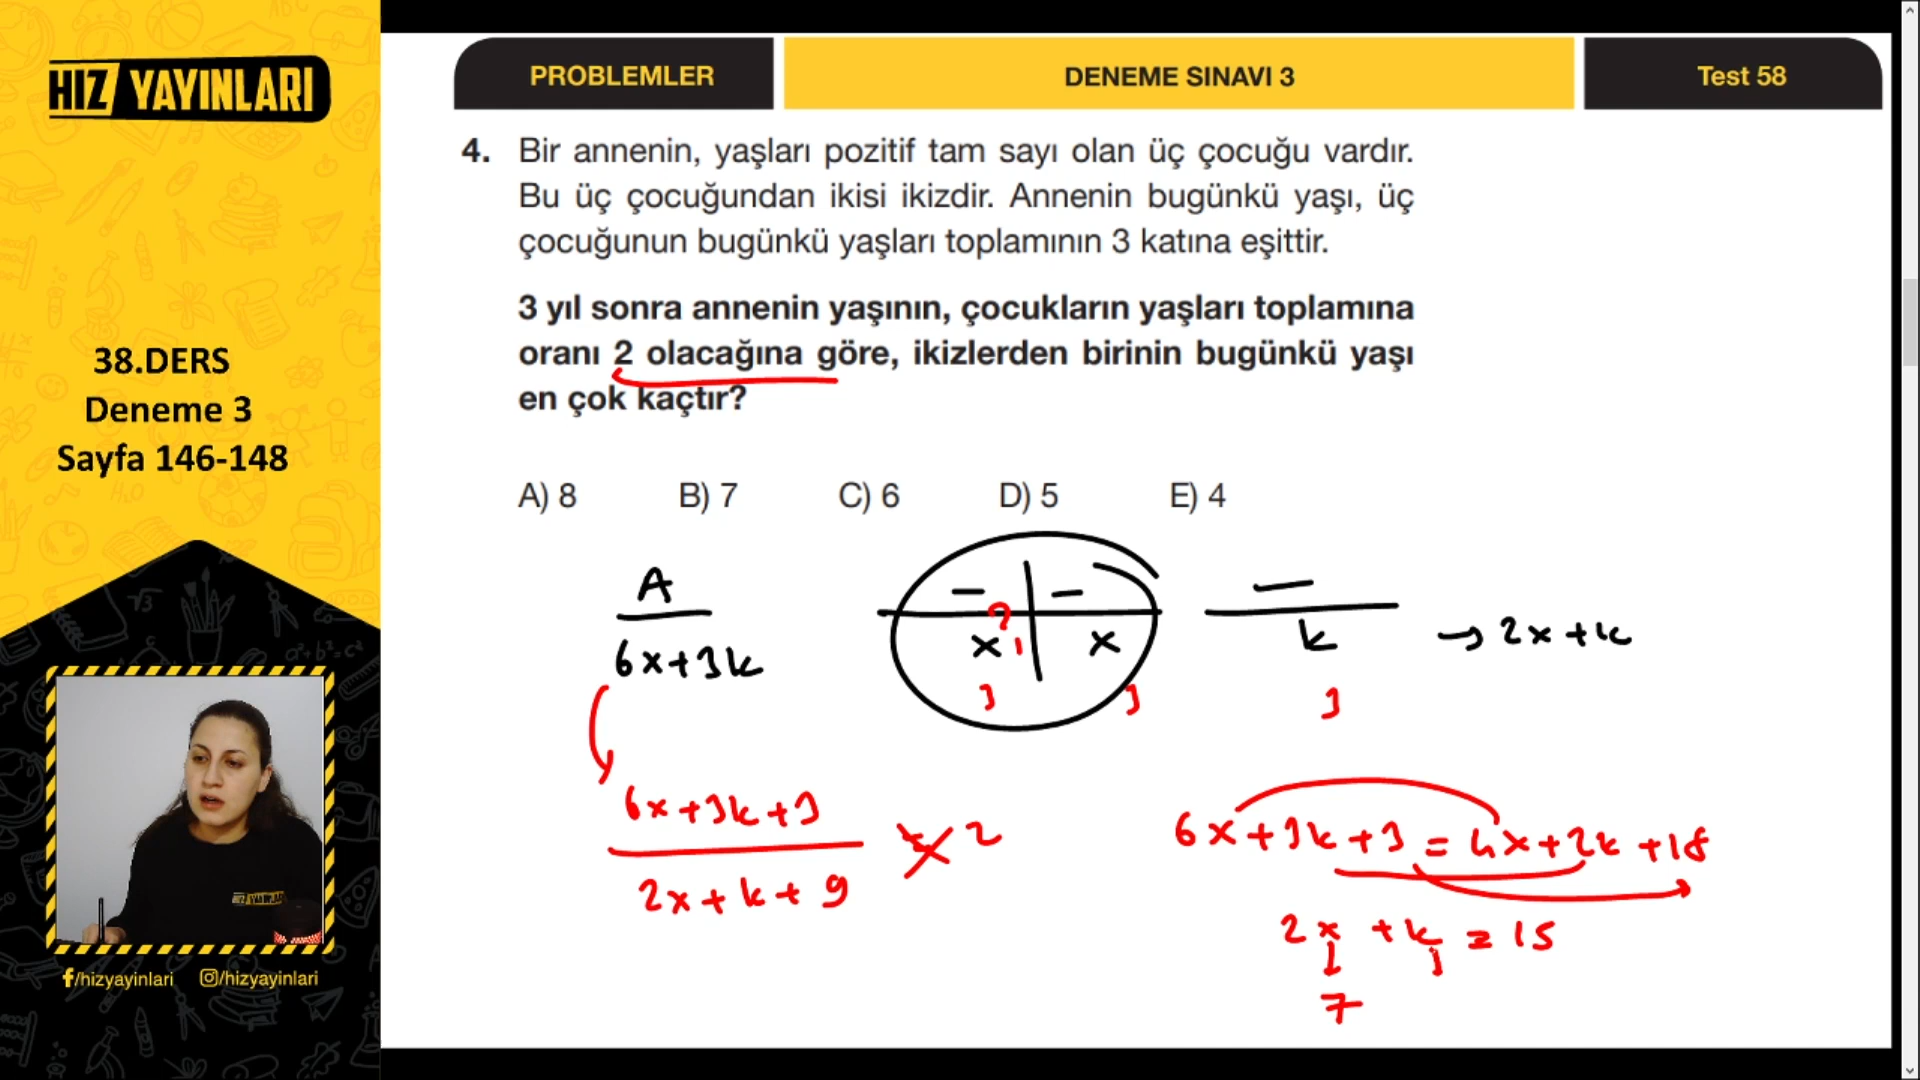 HIZ YAYINLARI
PROBLEMLER
DENEME SINAVI 3
Test 58
38.DERS
Deneme 3
Sayfa 146-148
4. Bir annenin, yaşları pozitif tam sayı olan üç çocuğu vardır.
Bu üç çocuğundan ikisi ikizdir. Annenin bugünkü yaşı, üç
çocuğunun bugünkü yaşları toplamının 3 katına eşittir.
3 yıl sonra annenin yaşının, çocukların yaşları toplamına
oranı 2 olacağına göre, ikizlerden birinin bugünkü yaşı
en çok kaçtır?
A) 8 B) 7 C) 6 D) 5 E) 4
A
6x+3k
x x k → 2x+k
? 3 3 3
6x+3k+3
2x+k+9
2
6x+3k+3 = 4x+2k+18
2x+k=15
7
/hizyayinlari /hizyayinlari